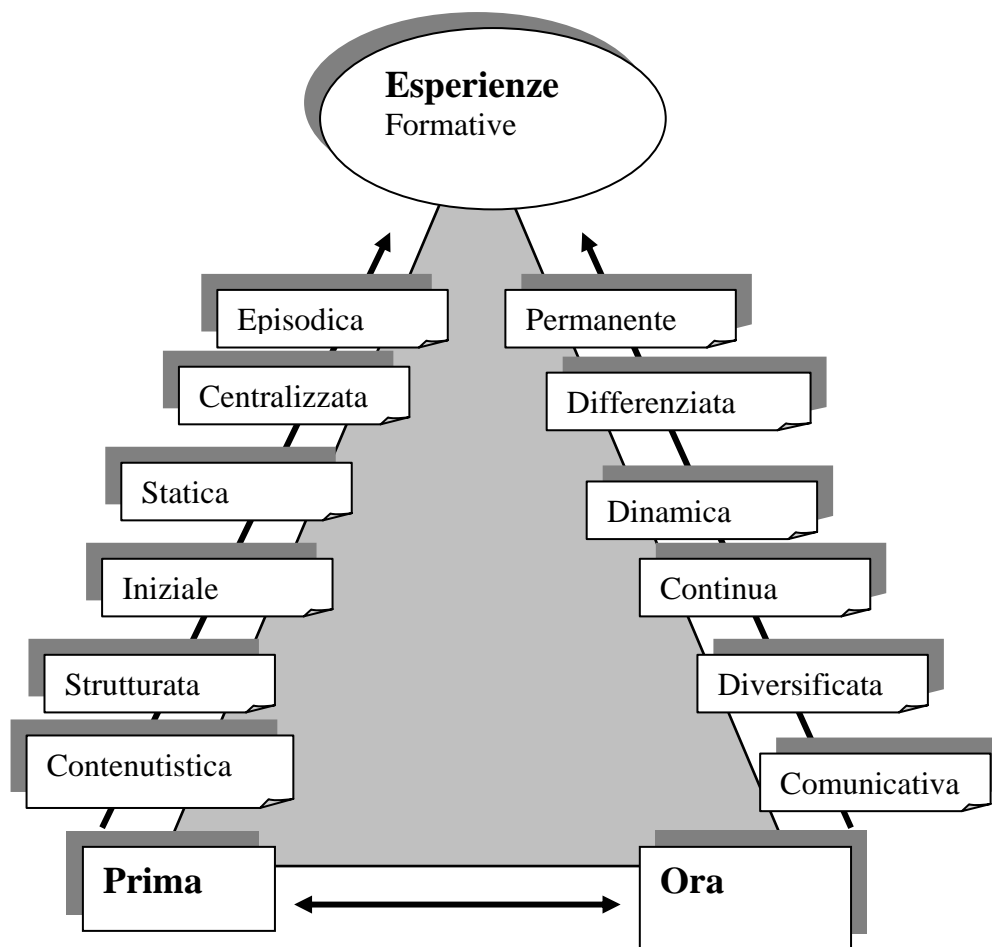 Esperienze
Formative
Episodica
Permanente
Centralizzata
Differenziata
Statica
Dinamica
Iniziale
Continua
Strutturata
Diversificata
Contenutistica
Comunicativa
Prima
Ora